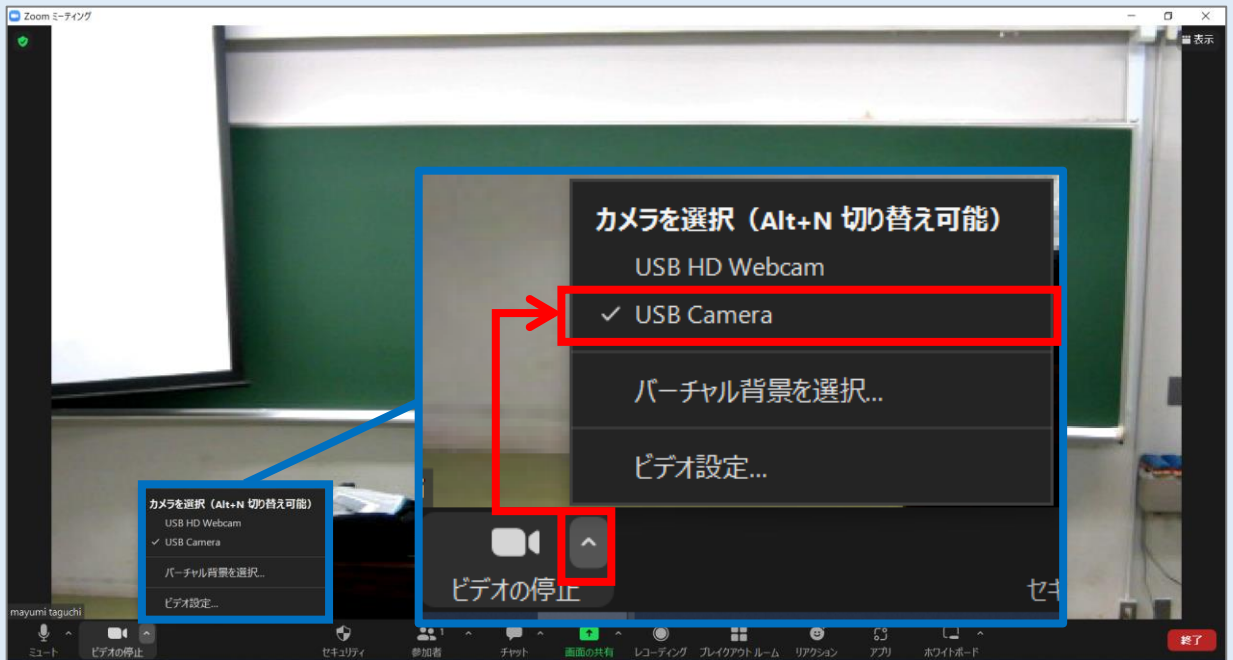 Zoom ミーティング
表示
カメラを選択（Alt+N 切り替え可能）
USB HD Webcam
✓ USB Camera
バーチャル背景を選択...
ビデオ設定...
ビデオの停止
セキ
カメラを選択（Alt+N 切り替え可能）
USB HD Webcam
✓ USB Camera
バーチャル背景を選択...
ビデオ設定...
mayumi taguchi
ミュート
ビデオの停止
セキュリティ
1
参加者
チャット
画面の共有
レコーディング
ブレイクアウト ルーム
リアクション
アプリ
ホワイトボード
終了